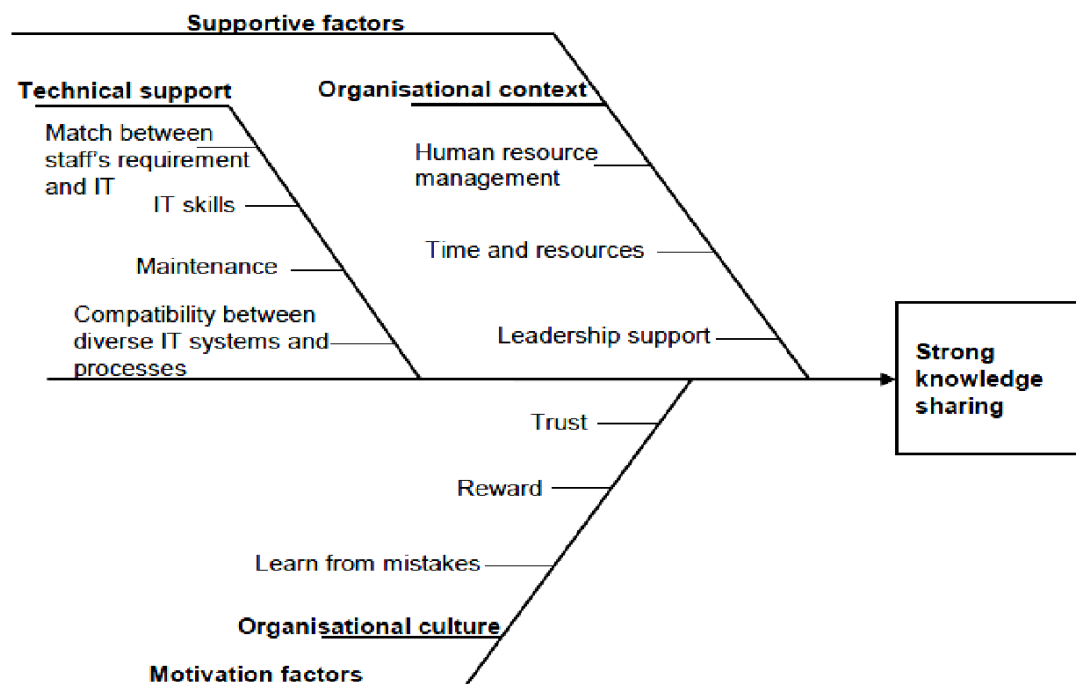 Supportive factors
Technical support
Organisational context
Match between
staff's requirement
and IT
IT skills
Maintenance
Compatibility between
diverse IT systems and
processes
Human resource
management
Time and resources
Leadership support
Strong
knowledge
sharing
Trust
Reward
Learn from mistakes
Organisational culture
Motivation factors